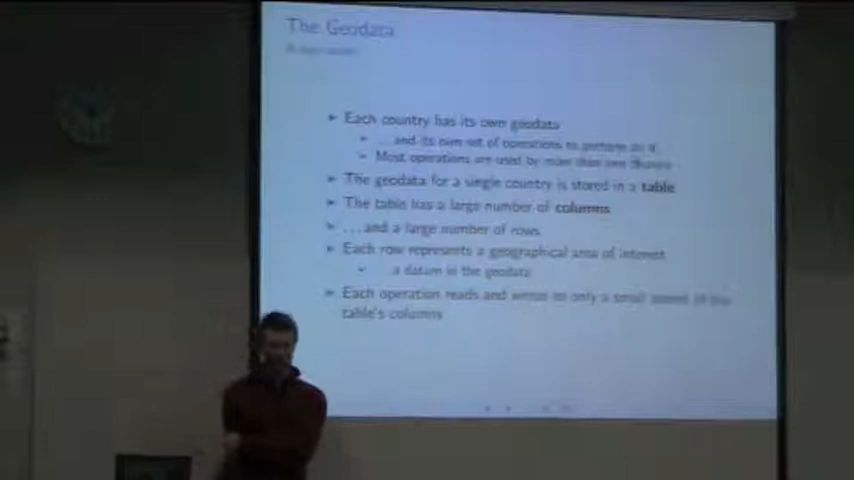 The Geodata
Each country has its own geodata
... and its own set of operations to perform on it.
Most operations are used by more than one
The geodata for a single country is stored in a table
The table has a large number of columns
... and a large number of rows
Each row represents a geographical area of interest
a datum in the geodata
Each operation reads and writes to only a small of the
table's columns